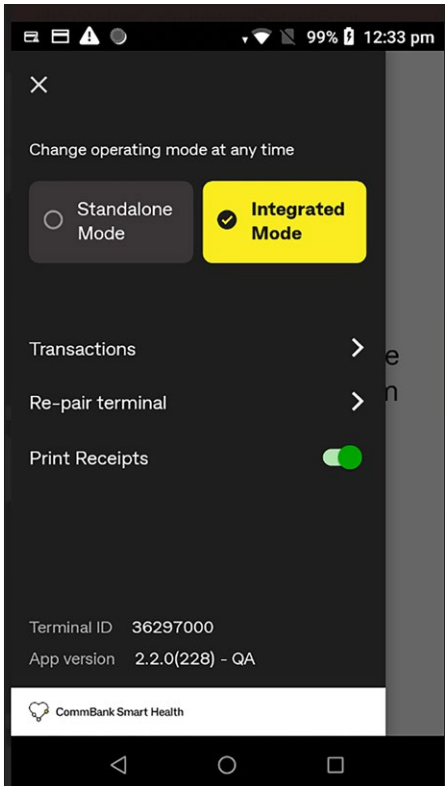 99% 12:33 pm
Change operating mode at any time
Standalone
Mode
Integrated
Mode
Transactions
e
Re-pair terminal
n
Print Receipts
Terminal ID 36297000
App version 2.2.0(228) - QA
CommBank Smart Health